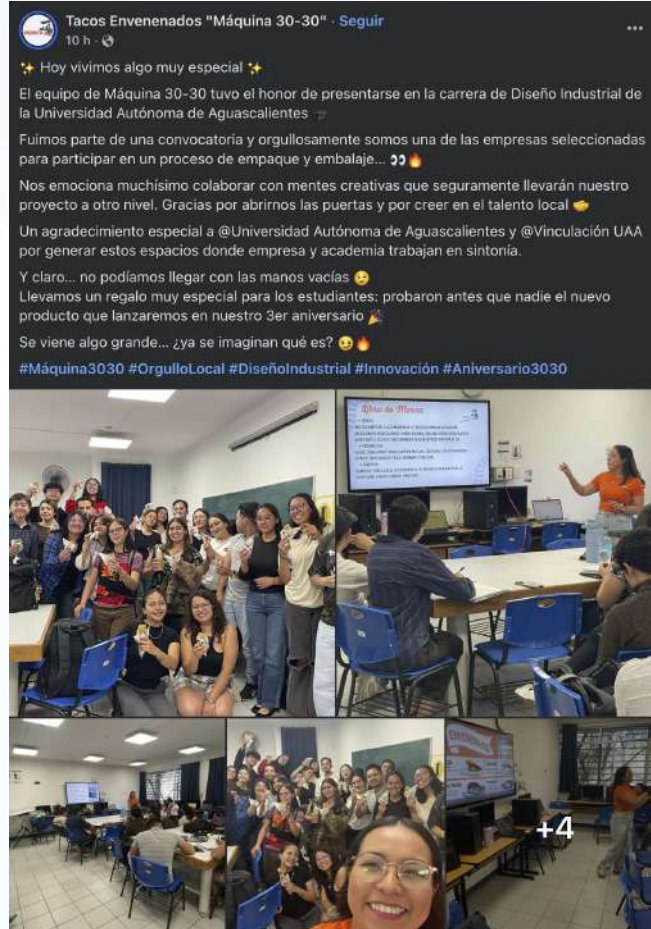 Tacos Envenenados "Máquina 30-30" · Seguir
10 h ·
✨ Hoy vivimos algo muy especial ✨
El equipo de Máquina 30-30 tuvo el honor de presentarse en la carrera de Diseño Industrial de
la Universidad Autónoma de Aguascalientes 🎓
Fuimos parte de una convocatoria y orgullosamente somos una de las empresas seleccionadas
para participar en un proceso de empaque y embalaje... 👀🔥
Nos emociona muchísimo colaborar con mentes creativas que seguramente llevarán nuestro
proyecto a otro nivel. Gracias por abrirnos las puertas y por creer en el talento local 🤝
Un agradecimiento especial a @Universidad Autónoma de Aguascalientes y @Vinculación UAA
por generar estos espacios donde empresa y academia trabajan en sintonía.
Y claro... no podíamos llegar con las manos vacías 😉
Llevamos un regalo muy especial para los estudiantes: probaron antes que nadie el nuevo
producto que lanzaremos en nuestro 3er aniversario 🎉
Se viene algo grande... ¿ya se imaginan qué es? 😏🔥
#Máquina3030 #OrgulloLocal #DiseñoIndustrial #Innovación #Aniversario3030
Libro de Marca
+4